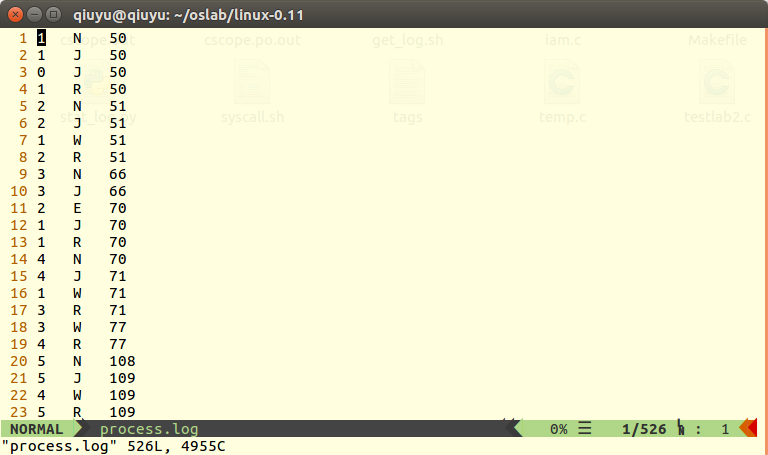 qiuyu@qiuyu: ~/oslab/linux-0.11
cscope.po.out get_log.sh iam.c Makefile
syscall.sh tags temp.c testlab2.c
1 1 N 50
2 1 J 50
3 0 J 50
4 1 R 50
5 2 N 51
6 2 J 51
7 1 W 51
8 2 R 51
9 3 N 66
10 3 J 66
11 2 E 70
12 1 J 70
13 1 R 70
14 4 N 70
15 4 J 71
16 1 W 71
17 3 R 71
18 3 W 77
19 4 R 77
20 5 N 108
21 5 J 109
22 4 W 109
23 5 R 109
NORMAL process.log 0% ☰ 1/526 : 1
"process.log" 526L, 4955C